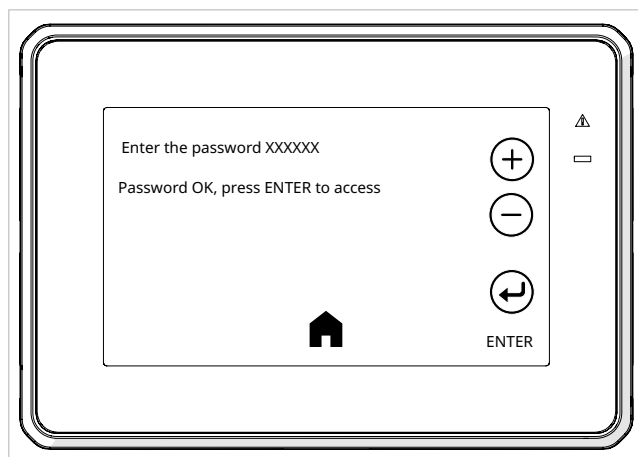 Enter the password XXXXXX
Password OK, press ENTER to access
ENTER